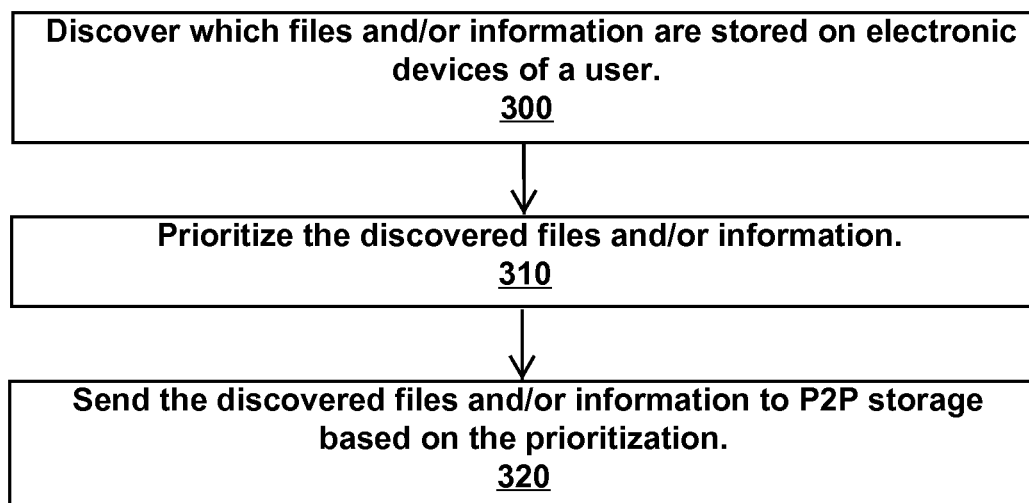 Discover which files and/or information are stored on electronic
devices of a user.
300
Prioritize the discovered files and/or information.
310
Send the discovered files and/or information to P2P storage
based on the prioritization.
320